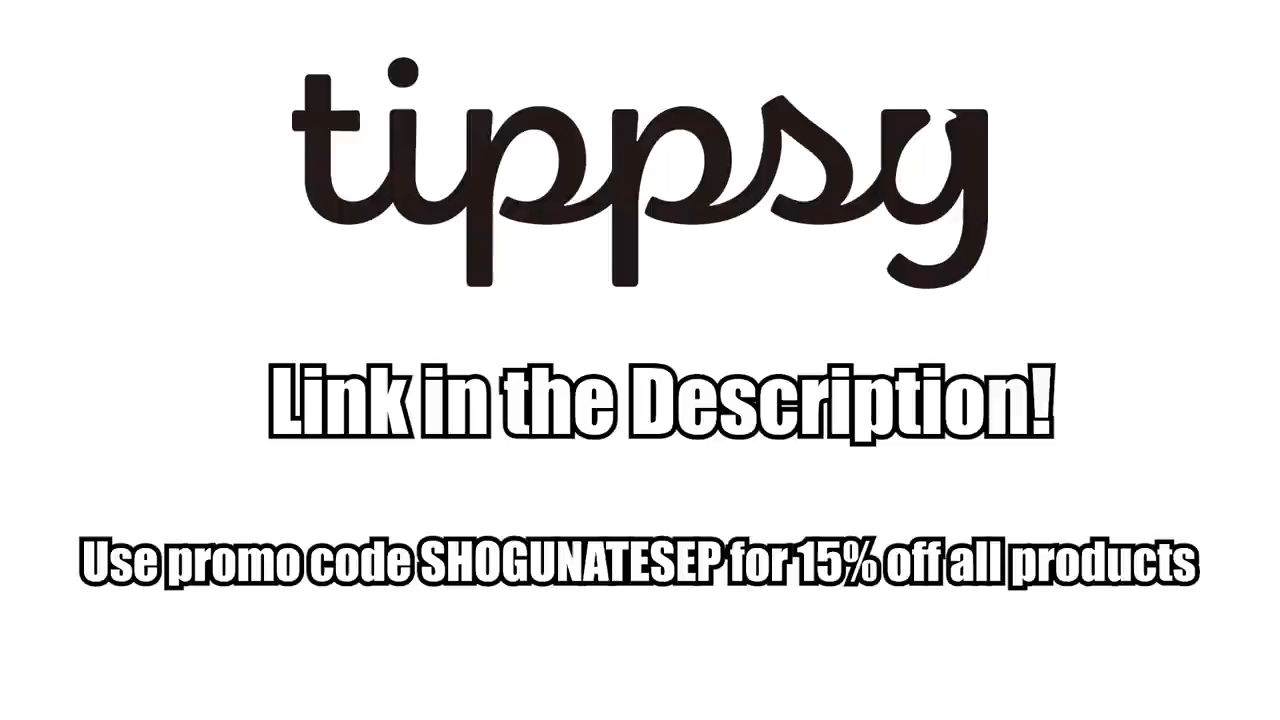 tippsy
Link in the Description!
Use promo code SHOGUNATESEP for 15% off all products